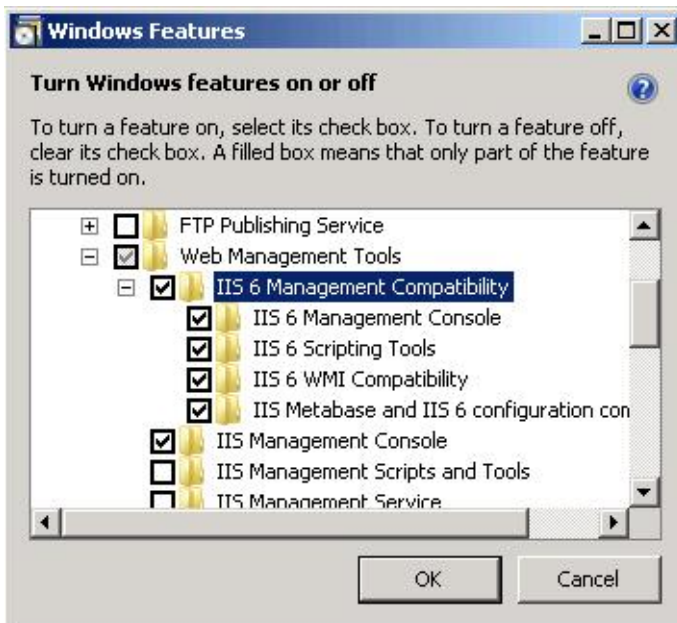 Windows Features
Turn Windows features on or off
To turn a feature on, select its check box. To turn a feature off,
clear its check box. A filled box means that only part of the feature
is turned on.
FTP Publishing Service
Web Management Tools
IIS 6 Management Compatibility
IIS 6 Management Console
IIS 6 Scripting Tools
IIS 6 WMI Compatibility
IIS Metabase and IIS 6 configuration con
IIS Management Console
IIS Management Scripts and Tools
IIS Management Service
OK Cancel